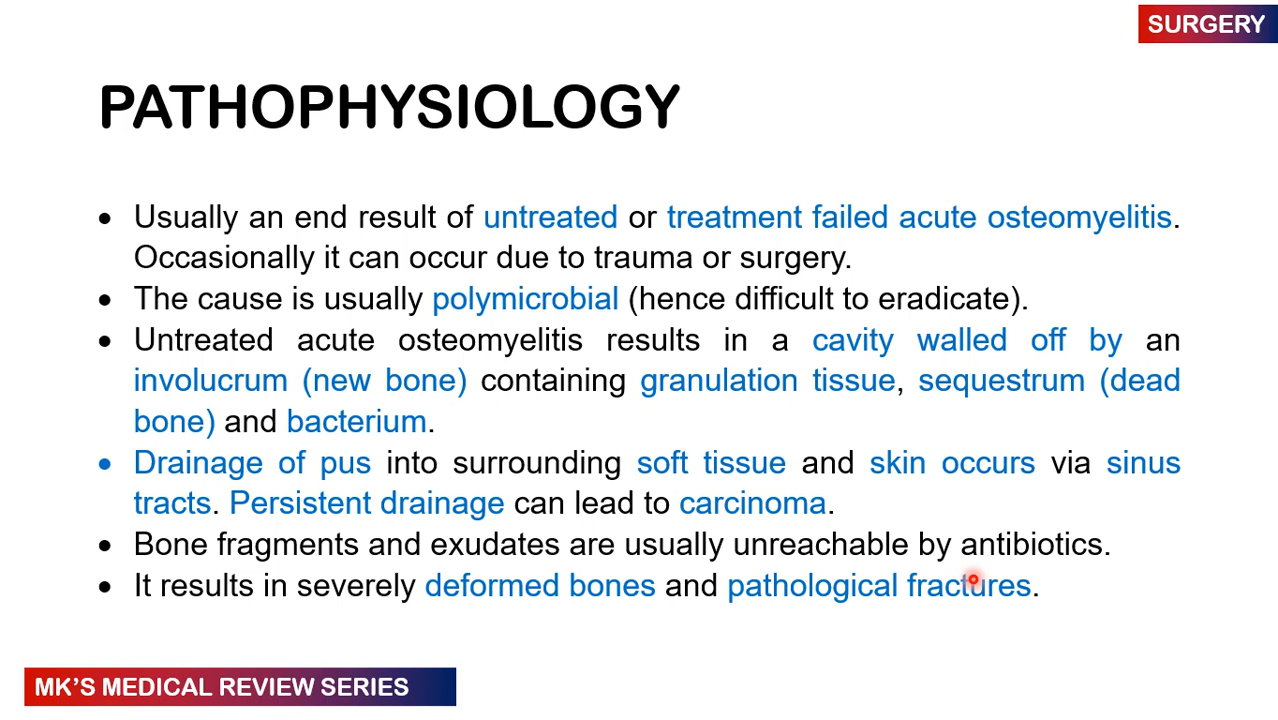 SURGERY
PATHOPHYSIOLOGY
• Usually an end result of untreated or treatment failed acute osteomyelitis.
Occasionally it can occur due to trauma or surgery.
• The cause is usually polymicrobial (hence difficult to eradicate).
• Untreated acute osteomyelitis results in a cavity walled off by an
involucrum (new bone) containing granulation tissue, sequestrum (dead
bone) and bacterium.
• Drainage of pus into surrounding soft tissue and skin occurs via sinus
tracts. Persistent drainage can lead to carcinoma.
• Bone fragments and exudates are usually unreachable by antibiotics.
• It results in severely deformed bones and pathological fractures.
MK’S MEDICAL REVIEW SERIES